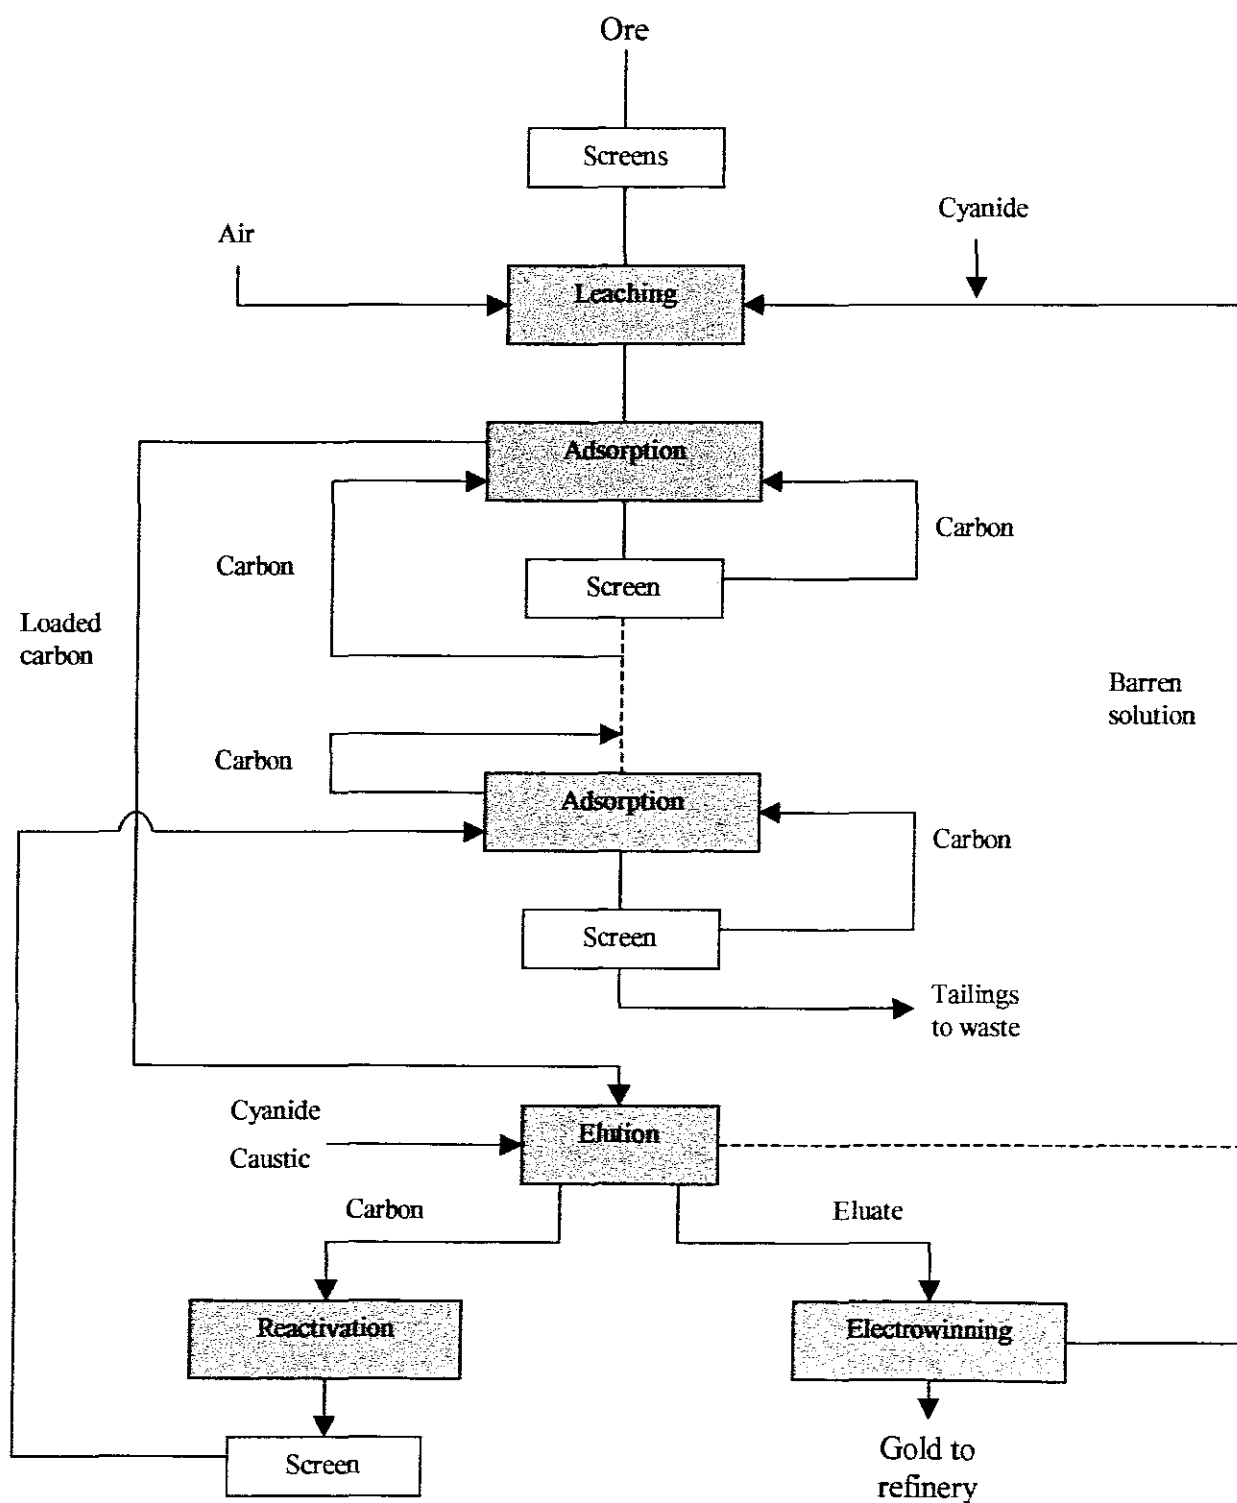 Ore
Screens
Cyanide
Air
Leaching
Adsorption
Carbon
Carbon
Screen
Loaded
carbon
Barren
solution
Carbon
Adsorption
Carbon
Screen
Tailings
to waste
Cyanide
Elution
Caustic
Carbon
Eluate
Reactivation
Electrowinning
Gold to
refinery
Screen